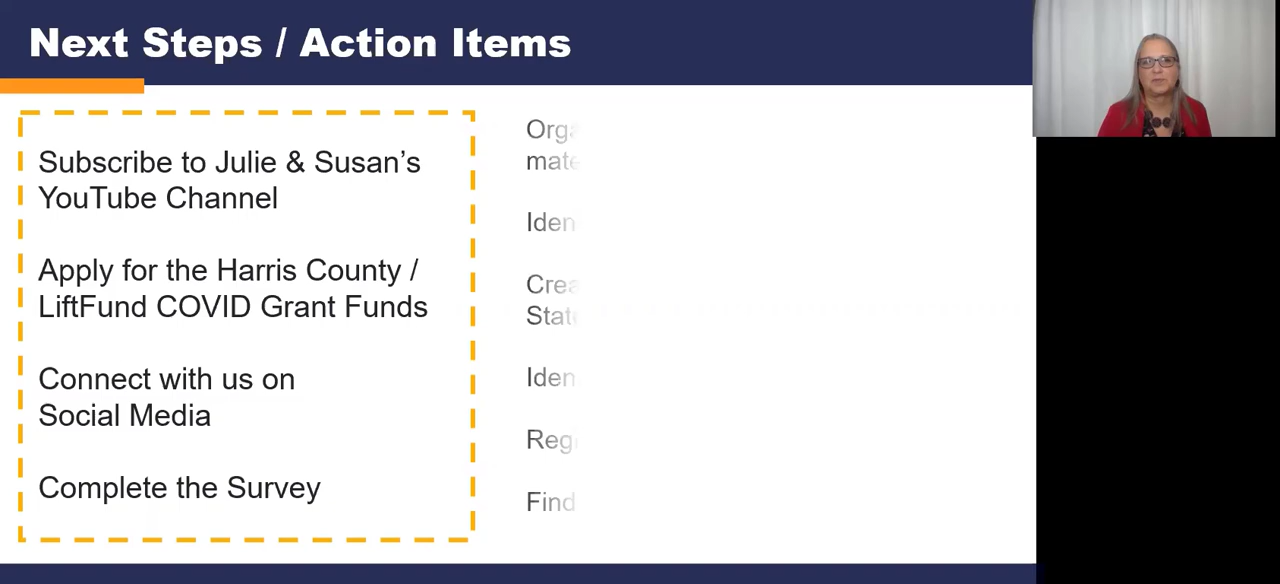 Next Steps / Action Items
Subscribe to Julie & Susan's
YouTube Channel
Apply for the Harris County /
LiftFund COVID Grant Funds
Connect with us on
Social Media
Complete the Survey
Find